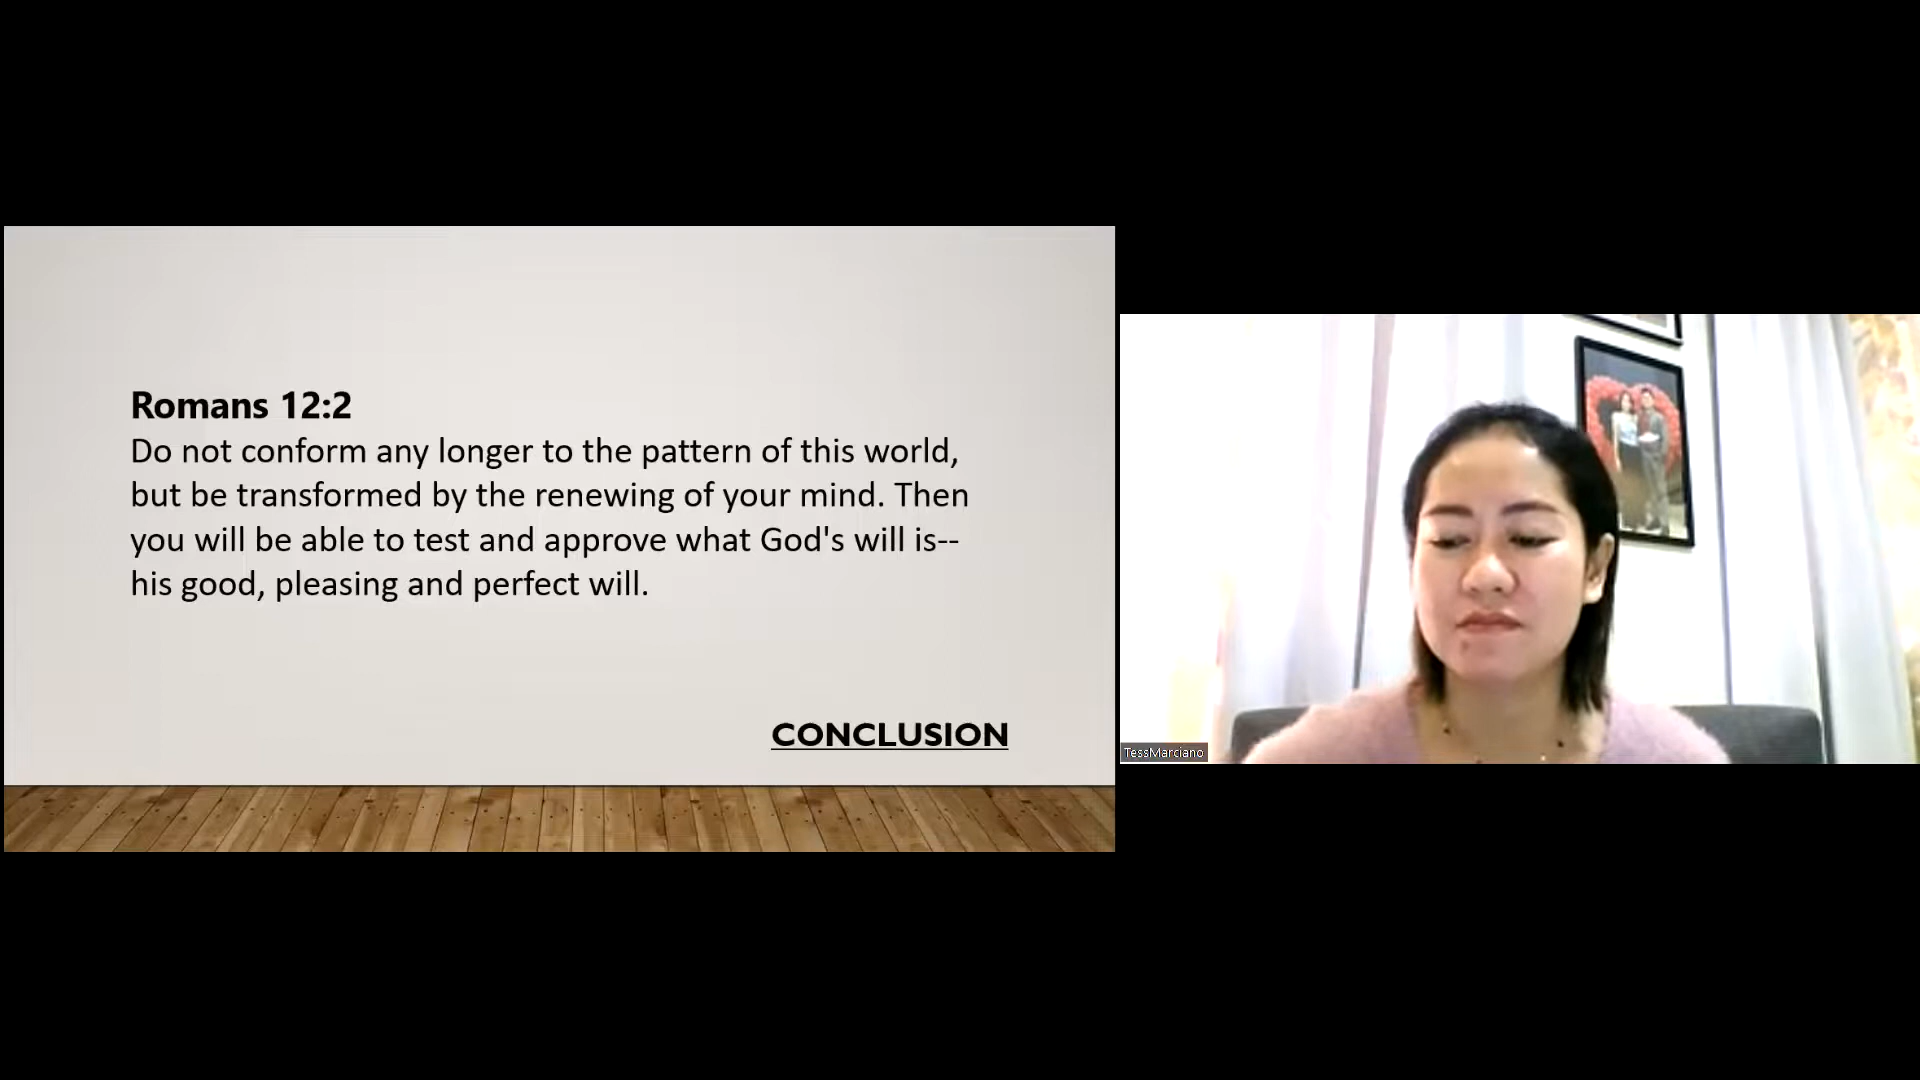 Romans 12:2
Do not conform any longer to the pattern of this world,
but be transformed by the renewing of your mind. Then
you will be able to test and approve what God's will is--
his good, pleasing and perfect will.
CONCLUSION
TessMarciano